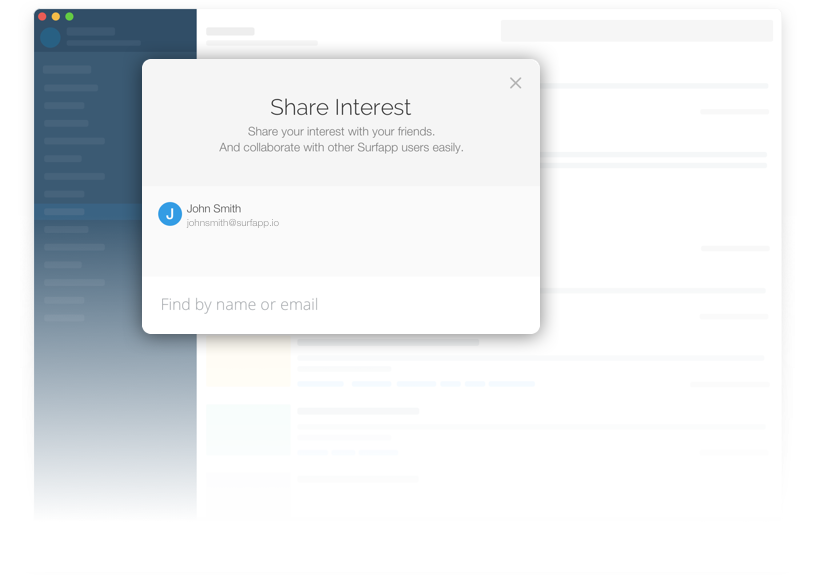 Share Interest
Share your interest with your friends.
And collaborate with other Surfapp users easily.
J
John Smith
johnsmith@surfapp.io
Find by name or email